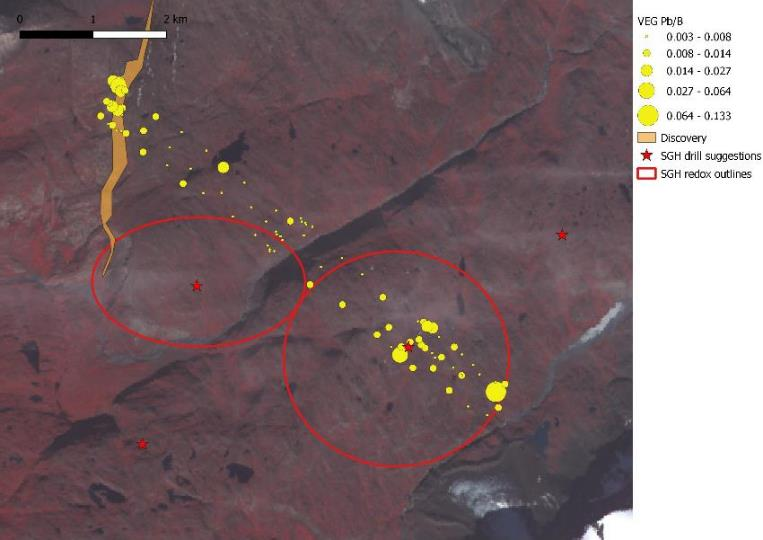 0 1 2 km
VEG Pb/B
0.003 - 0.008
0.008 - 0.014
0.014 - 0.027
0.027 - 0.064
0.064 - 0.133
Discovery
SGH drill suggestions
SGH redox outlines